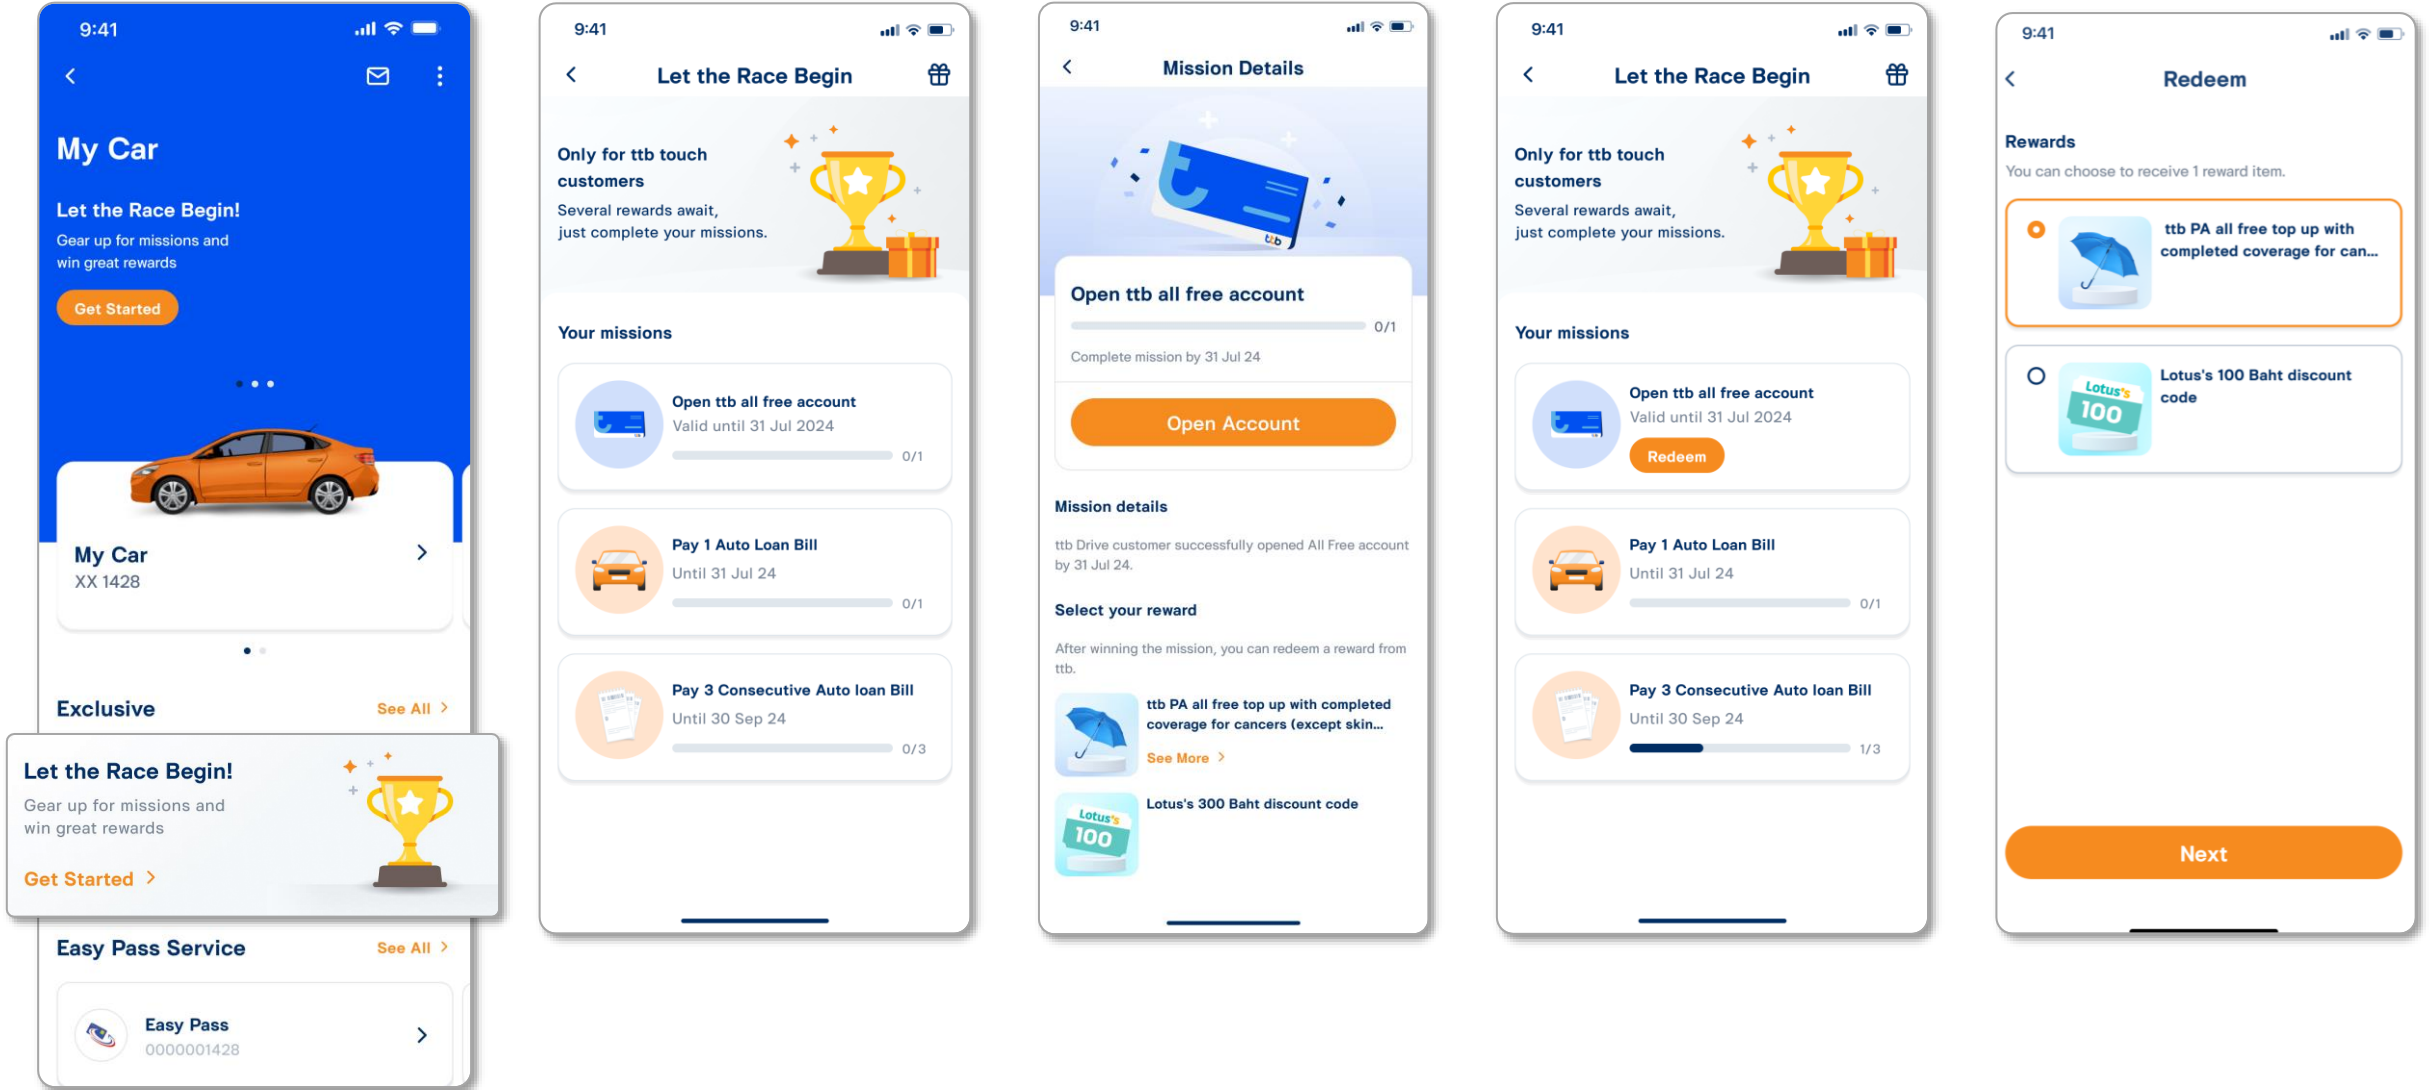 9:41
My Car
Let the Race Begin!
Gear up for missions and
win great rewards
Get Started
My Car
XX 1428
Exclusive
See All
Let the Race Begin!
Gear up for missions and
win great rewards
Get Started
Easy Pass Service
See All
Easy Pass
0000001428
9:41
Let the Race Begin
Only for ttb touch
customers
Several rewards await,
just complete your missions.
Your missions
Open ttb all free account
Valid until 31 Jul 2024
0/1
Pay 1 Auto Loan Bill
Until 31 Jul 24
0/1
Pay 3 Consecutive Auto loan Bill
Until 30 Sep 24
0/3
9:41
Mission Details
ttb
Open ttb all free account
0/1
Complete mission by 31 Jul 24
Open Account
Mission details
ttb Drive customer successfully opened All Free account
by 31 Jul 24.
Select your reward
After winning the mission, you can redeem a reward from
ttb.
ttb PA all free top up with completed
coverage for cancers (except skin...
See More
Lotus's
100
Lotus's 300 Baht discount code
9:41
Let the Race Begin
Only for ttb touch
customers
Several rewards await,
just complete your missions.
Your missions
Open ttb all free account
Valid until 31 Jul 2024
Redeem
Pay 1 Auto Loan Bill
Until 31 Jul 24
0/1
Pay 3 Consecutive Auto loan Bill
Until 30 Sep 24
1/3
9:41
Redeem
Rewards
You can choose to receive 1 reward item.
ttb PA all free top up with
completed coverage for can...
Lotus's
100
Lotus's 100 Baht discount
code
Next